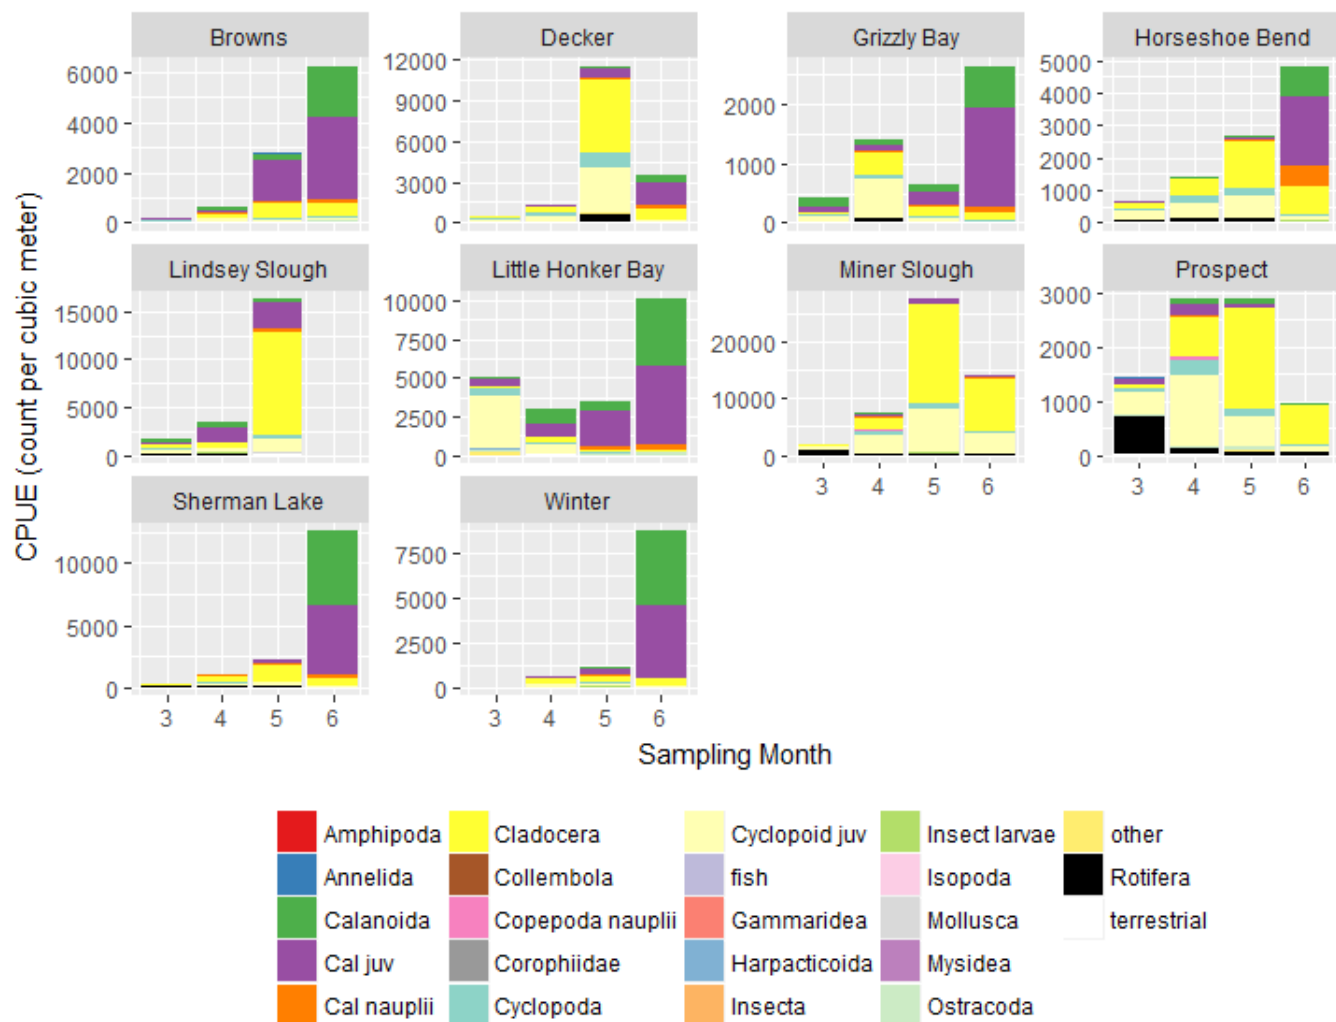 Browns Decker Grizzly Bay Horseshoe Bend
6000 12000 2000 5000
4000 9000 1000 4000
2000 6000 0 3000
0 3000 2000
0 1000
0
Lindsey Slough Little Honker Bay Miner Slough Prospect
15000 10000 20000 3000
10000 7500 10000 2000
5000 5000 0 1000
0 2500 0
0
3 4 5 6 3 4 5 6
Sherman Lake Winter
10000 7500
5000 5000
0 2500
0
3 4 5 6 3 4 5 6
CPUE (count per cubic meter)
Sampling Month
Amphipoda Cladocera Cyclopoid juv Insect larvae other
Annelida Collembola fish Isopoda Rotifera
Calanoida Copepoda nauplii Gammaridea Mollusca terrestrial
Cal juv Corophiidae Harpacticoida Mysidea
Cal nauplii Cyclopoda Insecta Ostracoda